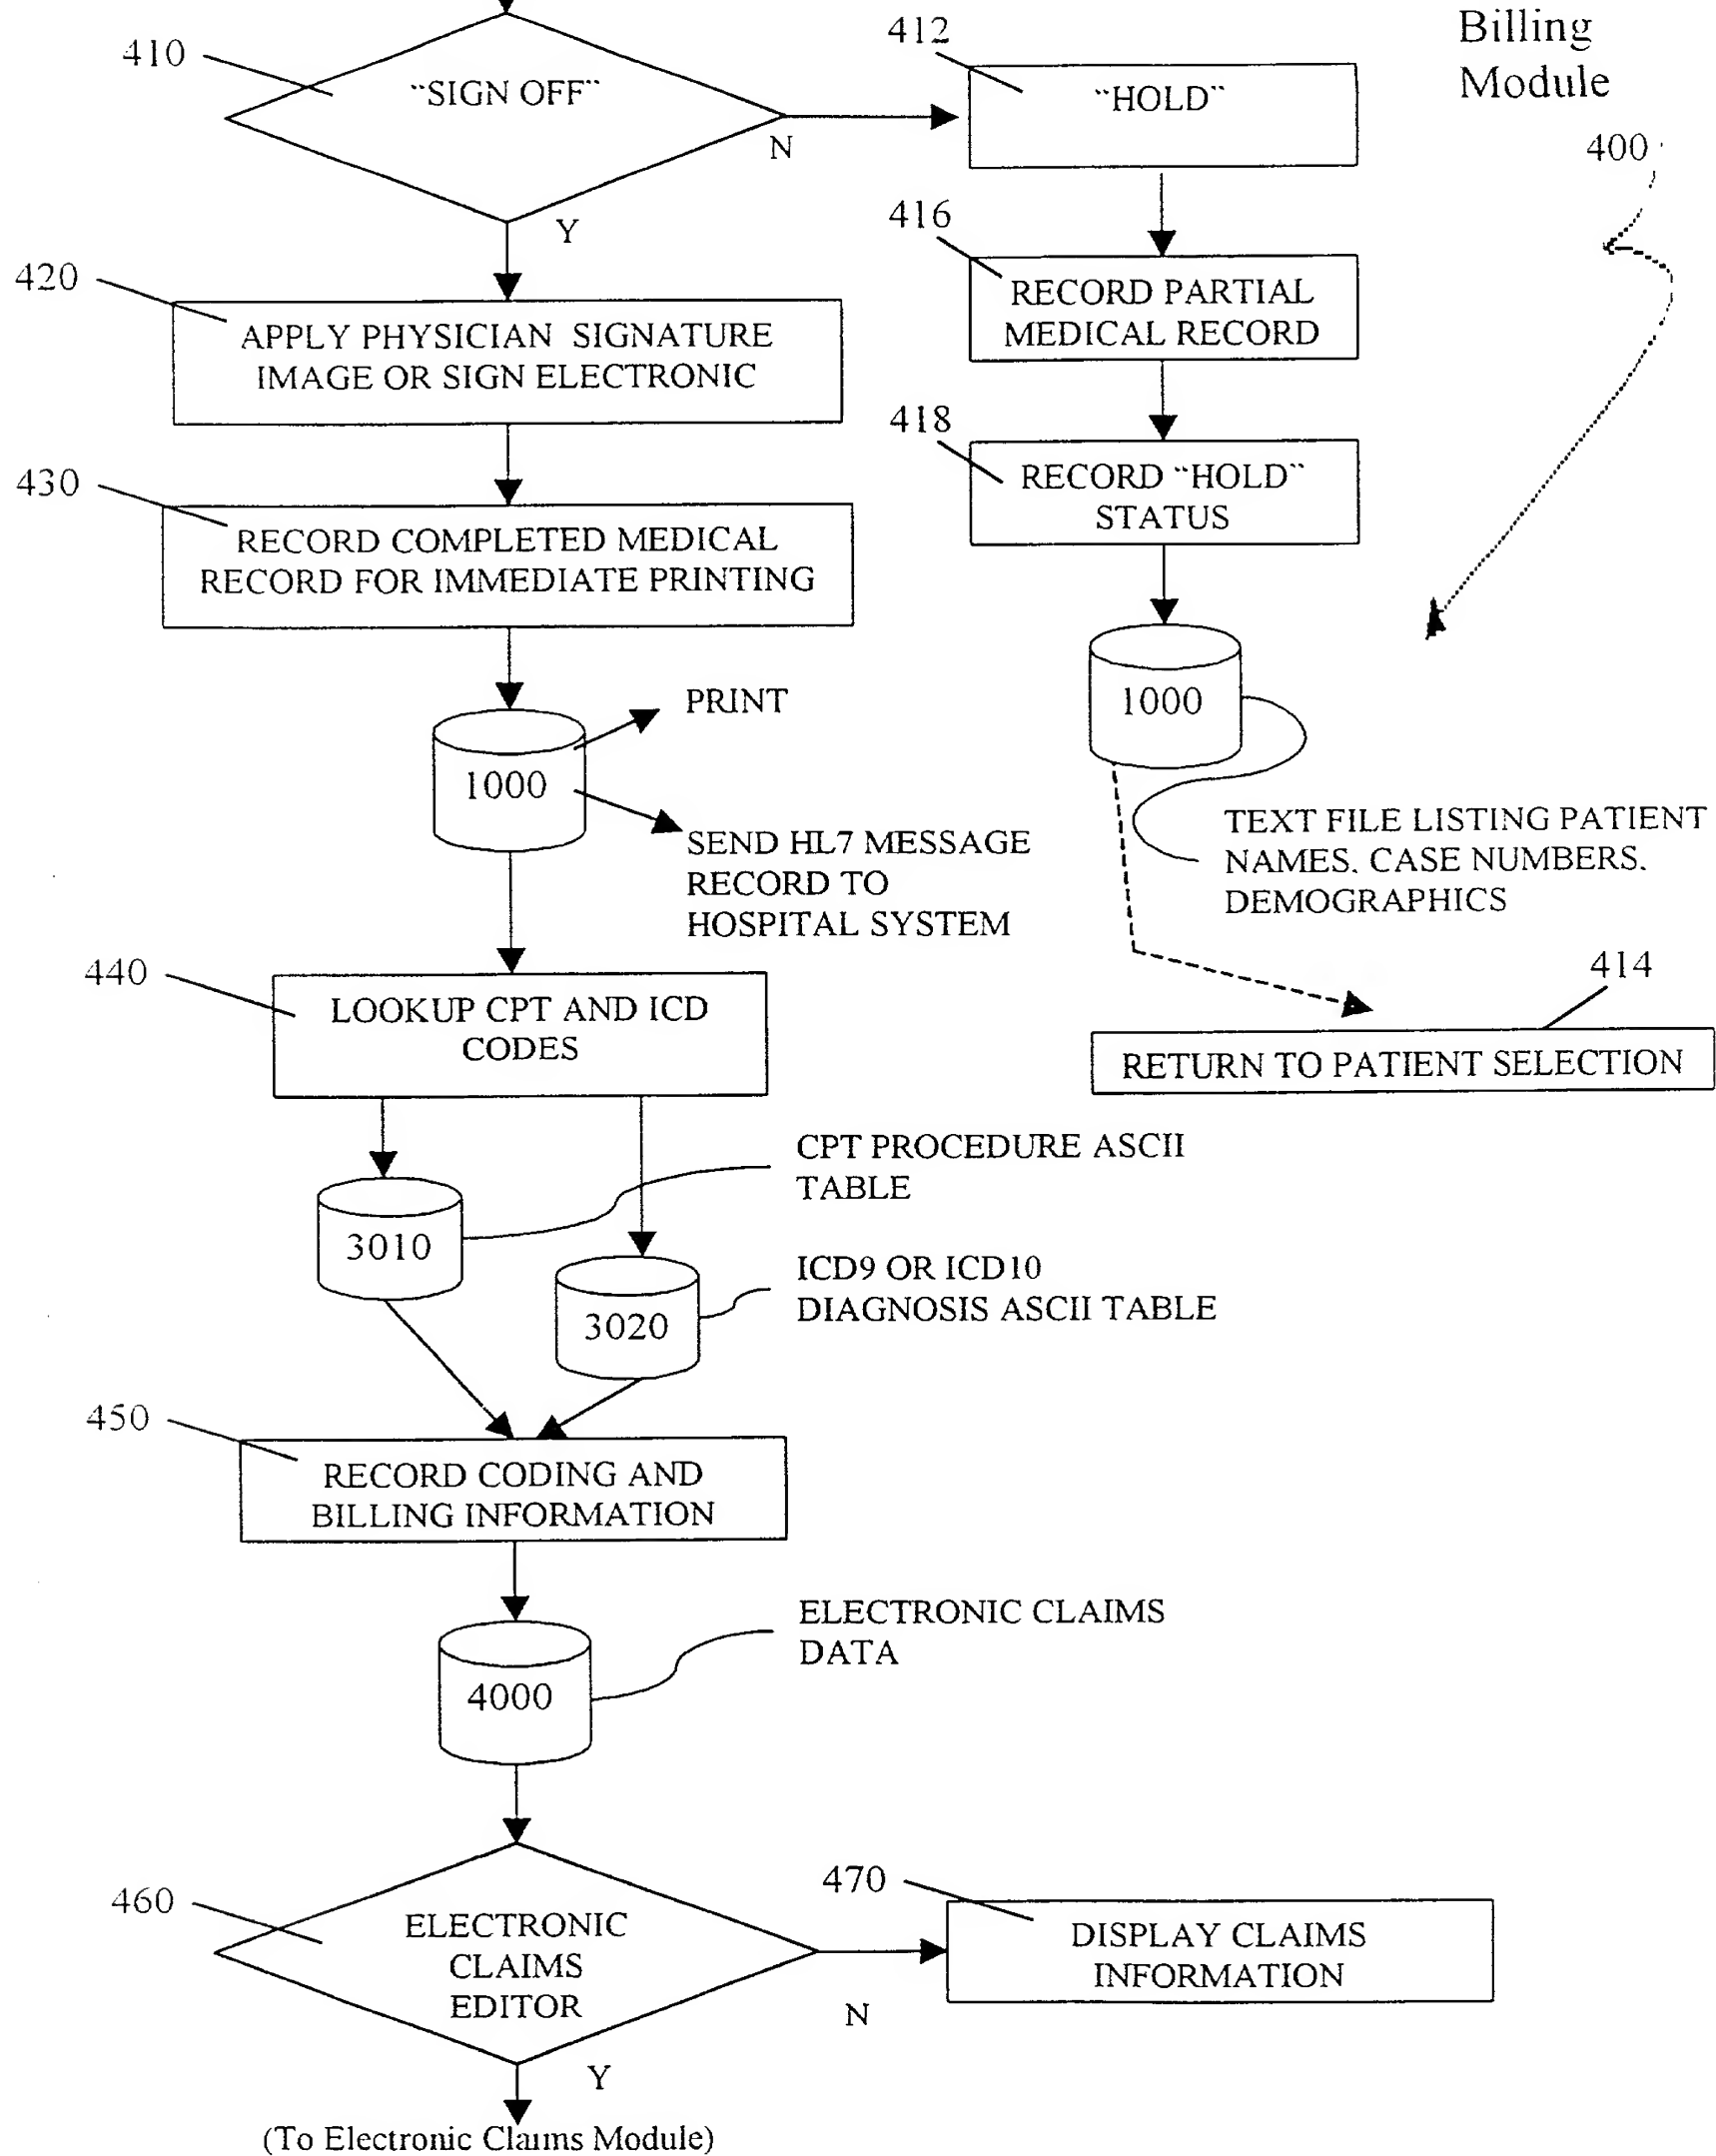 Billing
Module
400
410
"SIGN OFF"
N
Y
412
"HOLD"
416
RECORD PARTIAL
MEDICAL RECORD
418
RECORD "HOLD"
STATUS
1000
TEXT FILE LISTING PATIENT
NAMES, CASE NUMBERS,
DEMOGRAPHICS
414
RETURN TO PATIENT SELECTION
420
APPLY PHYSICIAN SIGNATURE
IMAGE OR SIGN ELECTRONIC
430
RECORD COMPLETED MEDICAL
RECORD FOR IMMEDIATE PRINTING
1000
PRINT
SEND HL7 MESSAGE
RECORD TO
HOSPITAL SYSTEM
440
LOOKUP CPT AND ICD
CODES
3010
CPT PROCEDURE ASCII
TABLE
3020
ICD9 OR ICD10
DIAGNOSIS ASCII TABLE
450
RECORD CODING AND
BILLING INFORMATION
4000
ELECTRONIC CLAIMS
DATA
460
ELECTRONIC
CLAIMS
EDITOR
N
Y
470
DISPLAY CLAIMS
INFORMATION
(To Electronic Claims Module)